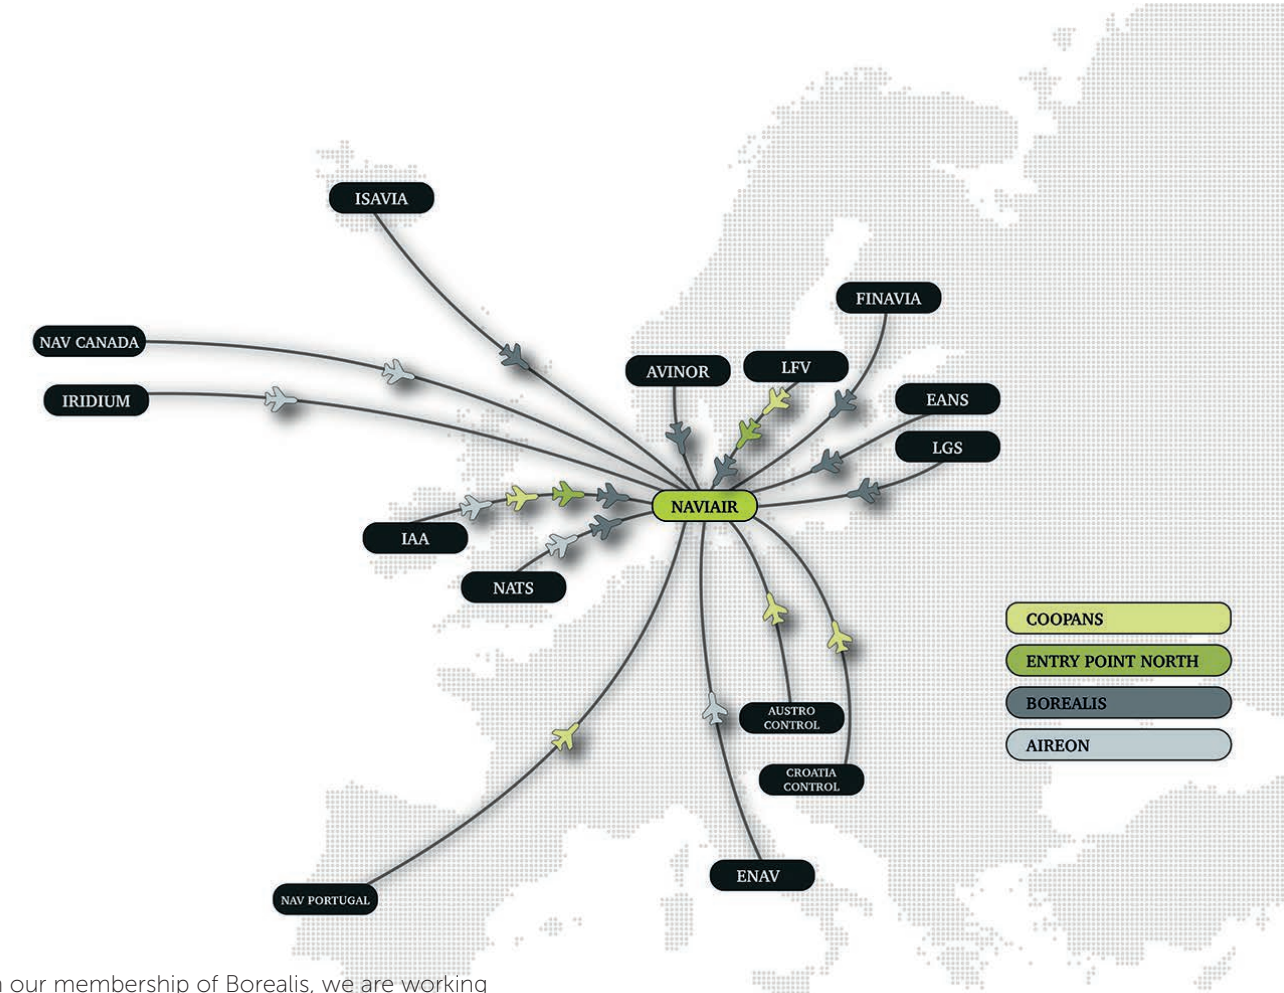 ISAVIA
FINAVIA
NAV CANADA
AVINOR
LFV
IRIDIUM
EANS
LGS
NAVIAIR
IAA
NATS
COOPANS
ENTRY POINT NORTH
BOREALIS
AIREON
AUSTRO
CONTROL
CROATIA
CONTROL
ENAV
NAV PORTUGAL
our membership of Borealis, we are working